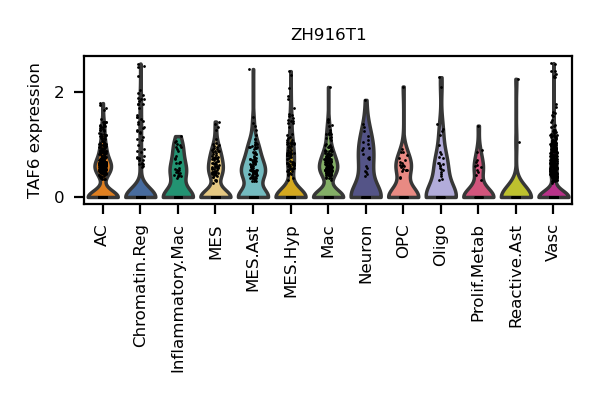 ZH916T1
TAF6 expression
2
0
AC
Chromatin.Reg
Inflammatory.Mac
MES
MES.Ast
MES.Hyp
Mac
Neuron
OPC
Oligo
Prolif.Metab
Reactive.Ast
Vasc